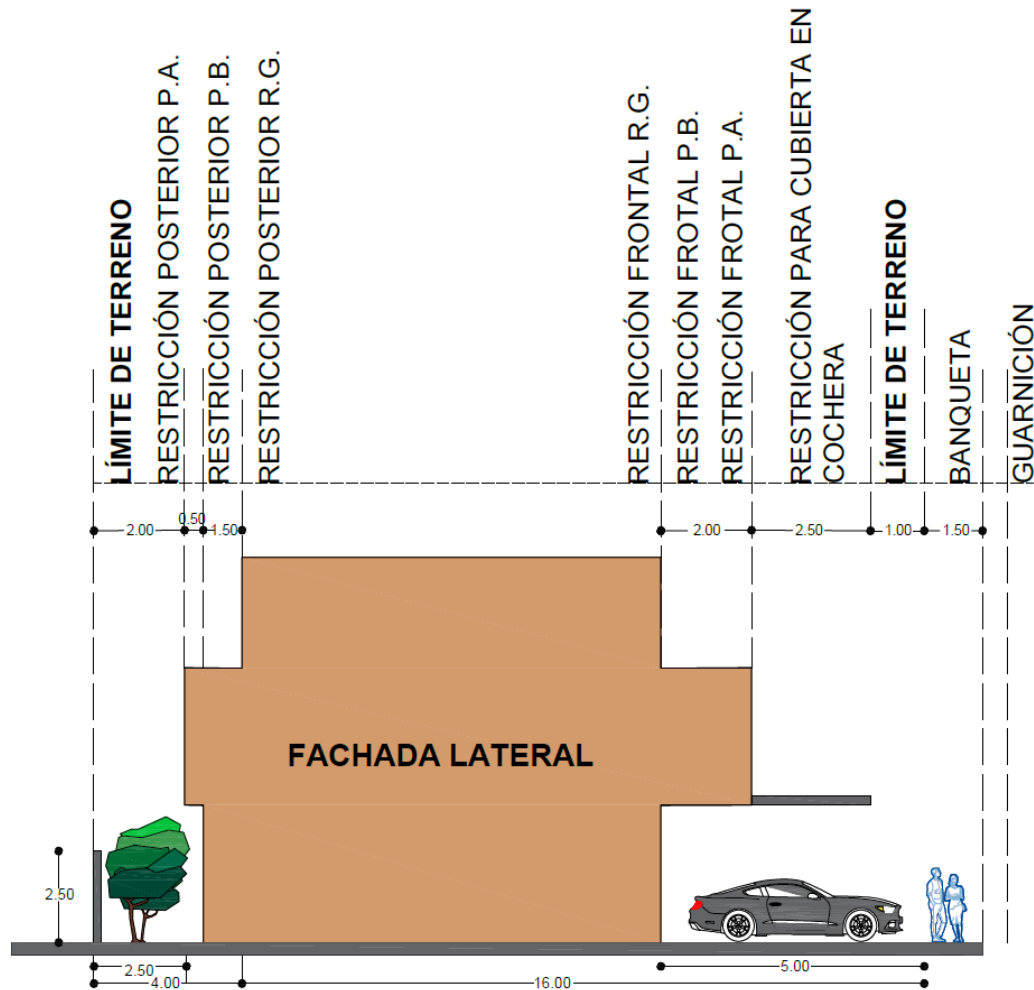 LÍMITE DE TERRENO
RESTRICCIÓN POSTERIOR P.A.
RESTRICCIÓN POSTERIOR P.B.
RESTRICCIÓN POSTERIOR R.G.
RESTRICCIÓN FRONTAL R.G.
RESTRICCIÓN FROTAL P.B.
RESTRICCIÓN FROTAL P.A.
RESTRICCIÓN PARA CUBIERTA EN
COCHERA
LÍMITE DE TERRENO
BANQUETA
GUARNICIÓN
2.00
0.50
1.50
2.00
2.50
1.00
1.50
FACHADA LATERAL
2.50
2.50
5.00
4.00
16.00